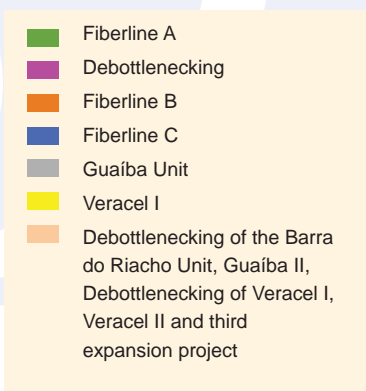 Fiberline A
Debottlenecking
Fiberline B
Fiberline C
Guaíba Unit
Veracel I
Debottlenecking of the Barra
do Riacho Unit, Guaíba II,
Debottlenecking of Veracel I,
Veracel II and third
expansion project